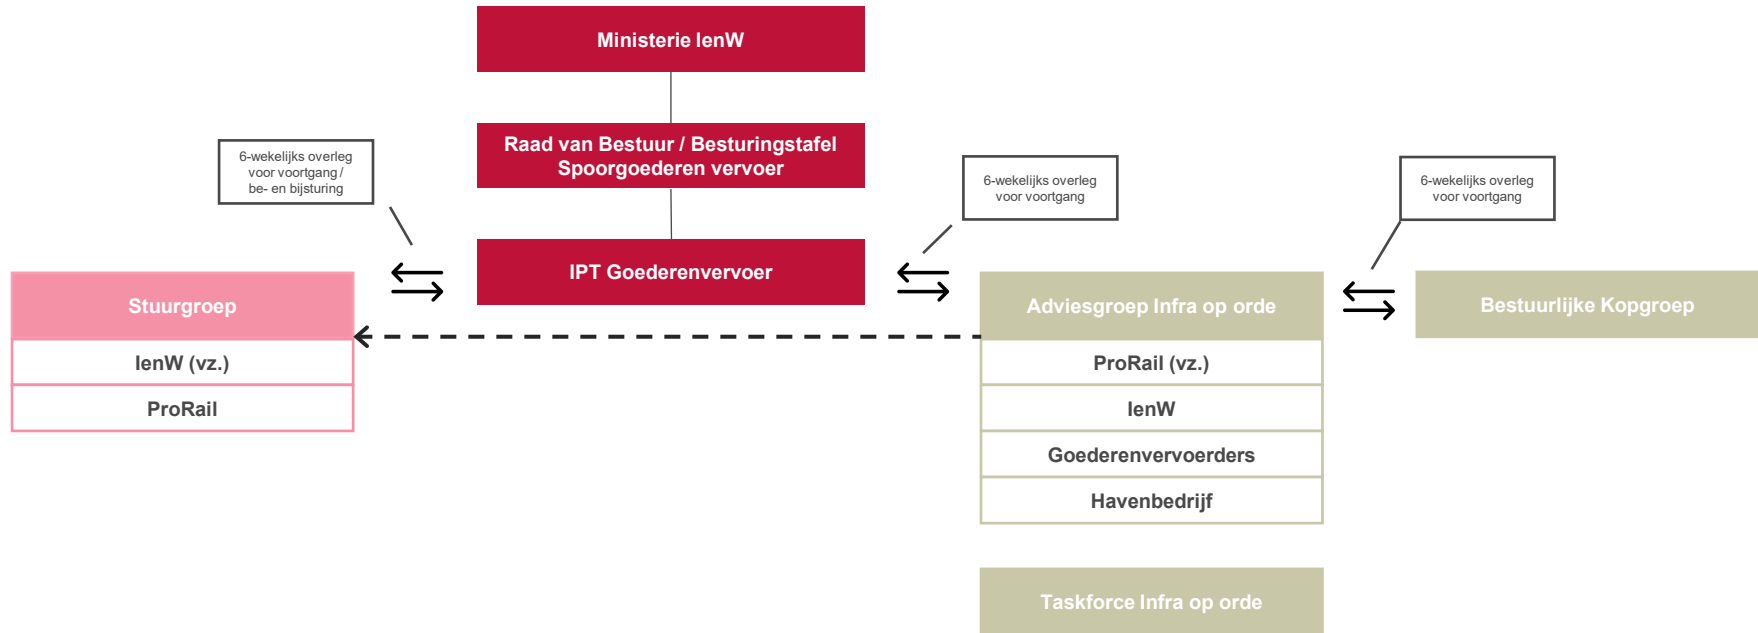 Ministerie IenW
Raad van Bestuur / Besturingstafel
Spoorgoederen vervoer
6-wekelijks overleg
voor voortgang /
be- en bijsturing
6-wekelijks overleg
voor voortgang
6-wekelijks overleg
voor voortgang
IPT Goederenvervoer
Stuurgroep
IenW (vz.)
ProRail
Adviesgroep Infra op orde
ProRail (vz.)
IenW
Goederenvervoerders
Havenbedrijf
Bestuurlijke Kopgroep
Taskforce Infra op orde